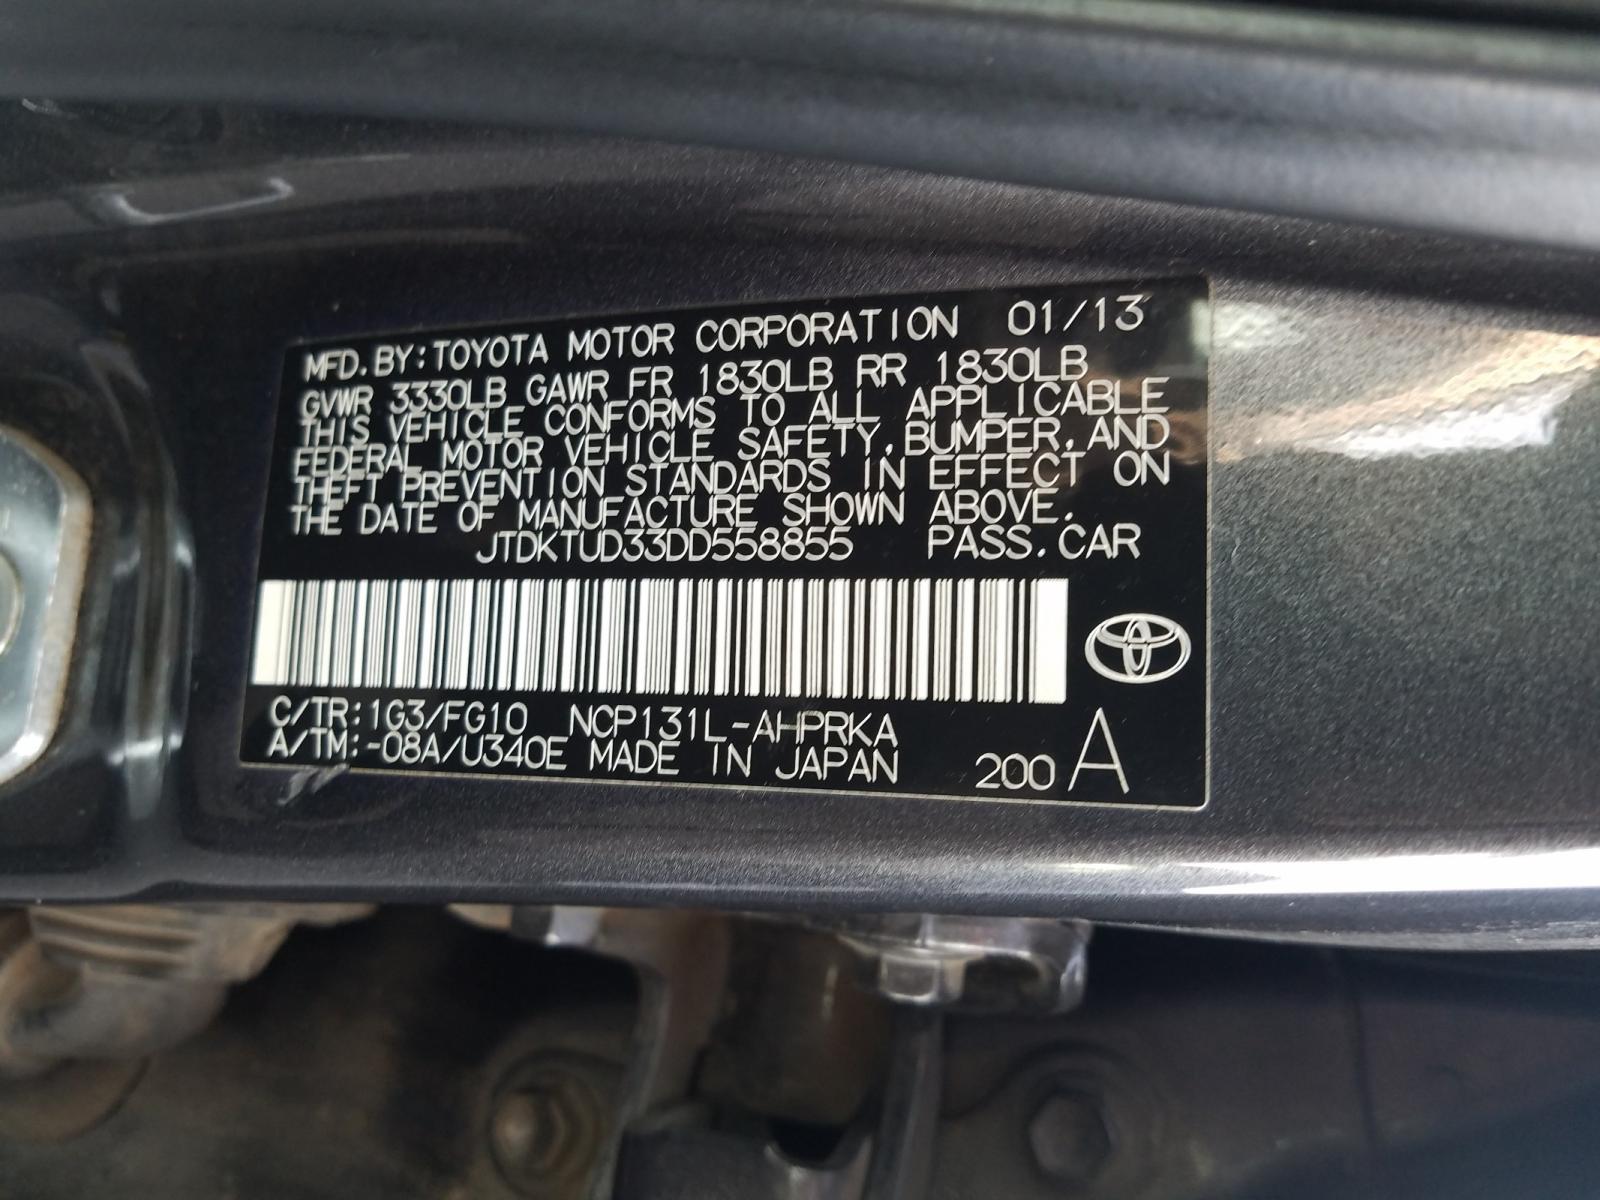 MFD.BY:TOYOTA MOTOR CORPORATION 01/13
GVWR 3330LB GAWR FR 1830LB RR 1830LB
THIS VEHICLE CONFORMS TO ALL APPLICABLE
FEDERAL MOTOR VEHICLE SAFETY,BUMPER,AND
THEFT PREVENTION STANDARDS IN EFFECT ON
THE DATE OF MANUFACTURE SHOWN ABOVE.
JTDKTUD33DD558855 PASS.CAR
C/TR:1G3/FG10 NCP131L-AHPRKA
A/TM:-08A/U340E MADE IN JAPAN 200 A